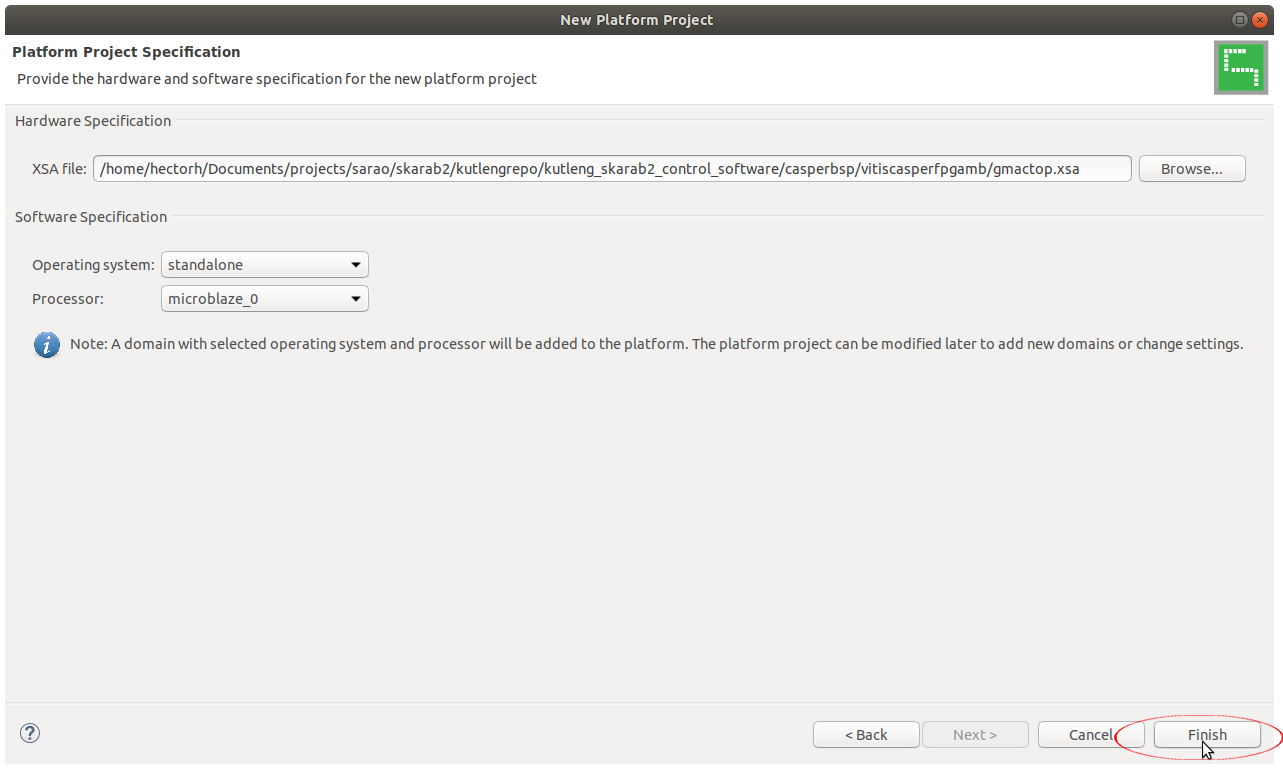 New Platform Project
Platform Project Specification
Provide the hardware and software specification for the new platform project
Hardware Specification
XSA file: /home/hectorh/Documents/projects/sarao/skarab2/kutlengrepo/kutleng_skarab2_control_software/casperbsp/vitiscasperfpgamb/gmactop.xsa Browse...
Software Specification
Operating system: standalone
Processor: microblaze_0
Note: A domain with selected operating system and processor will be added to the platform. The platform project can be modified later to add new domains or change settings.
? < Back Next > Cancel Finish